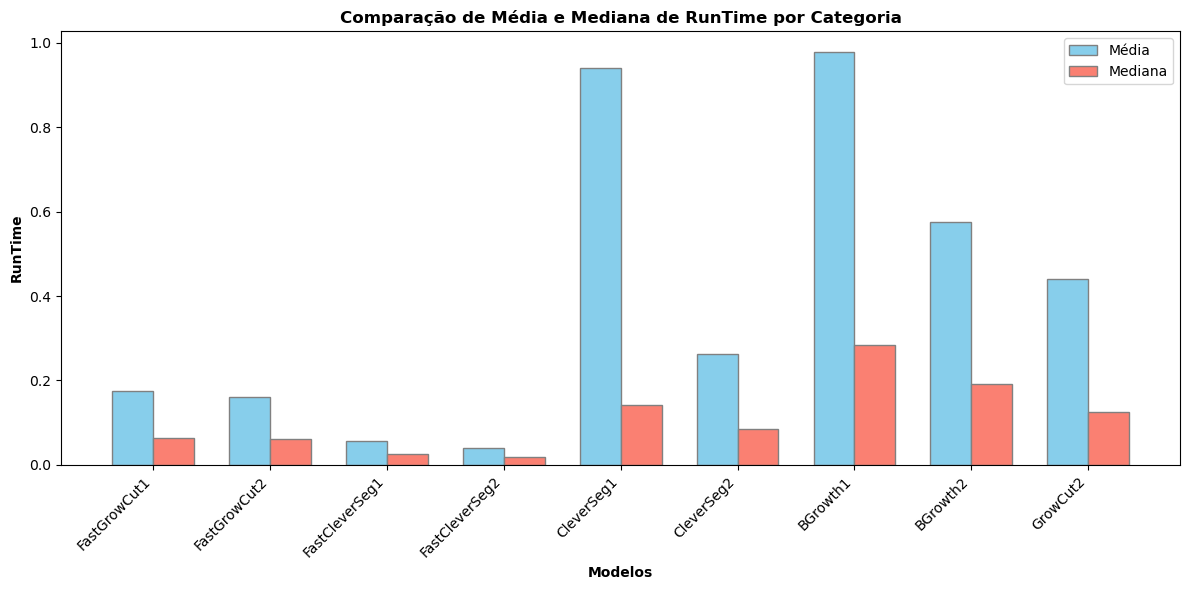 Comparação de Média e Mediana de RunTime por Categoria
Média
Mediana
RunTime
1.0
0.8
0.6
0.4
0.2
0.0
FastGrowCut1
FastGrowCut2
FastCleverSeg1
FastCleverSeg2
CleverSeg1
CleverSeg2
BGrowth1
BGrowth2
GrowCut2
Modelos